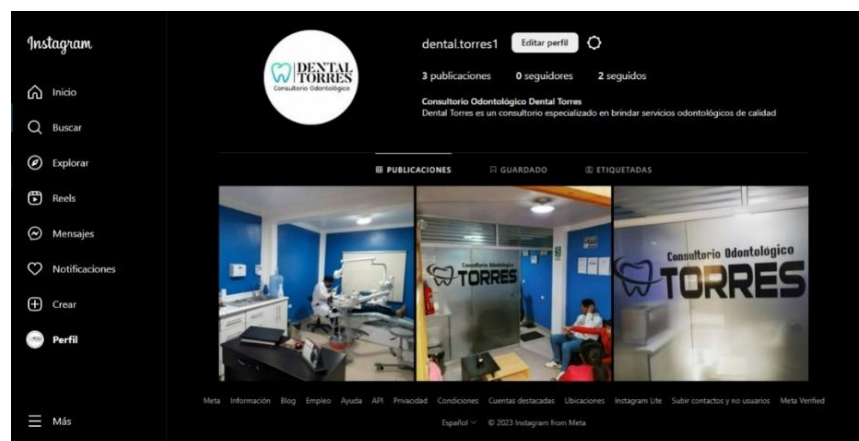 Instagram
Inicio
Buscar
Explorar
Reels
Mensajes
Notificaciones
Crear
Perfil
Más
DENTAL
TORRES
Consultorio Odontológico
dental.torres1 Editar perfil
3 publicaciones 0 seguidores 2 seguidos
Consultorio Odontológico Dental Torres
Dental Torres es un consultorio especializado en brindar servicios odontológicos de calidad
PUBLICACIONES GUARDADO ETIQUETADAS
Consultorio Odontológico
TORRES
Consultorio Odontológico
TORRES
Meta Información Blog Empleo Ayuda API Privacidad Condiciones Cuentas destacadas Ubicaciones Instagram Lite Subir contactos y no usuarios Meta Verified
Español © 2023 Instagram from Meta